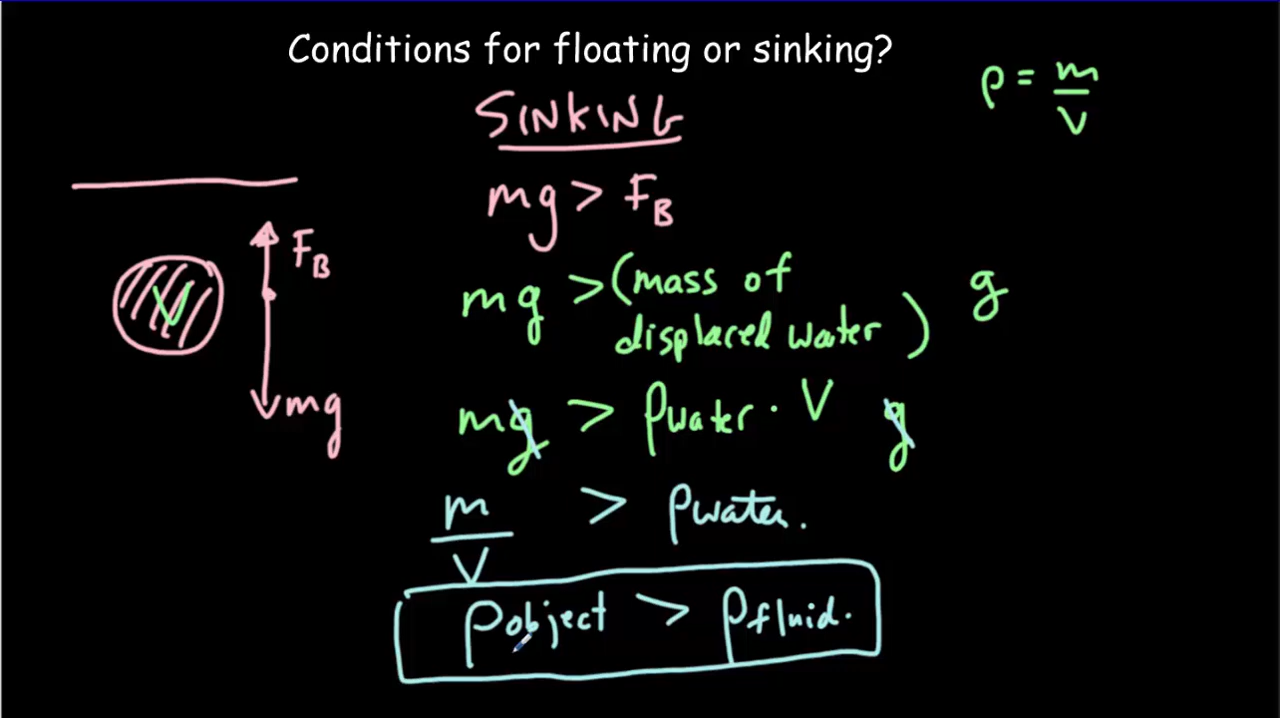 Conditions for floating or sinking?
ρ = m/V
SINKING
mg > F_B
F_B
V
mg
mg > (mass of
displaced water) g
mg > ρwater · V g
m/V > ρwater.
ρobject > ρfluid.